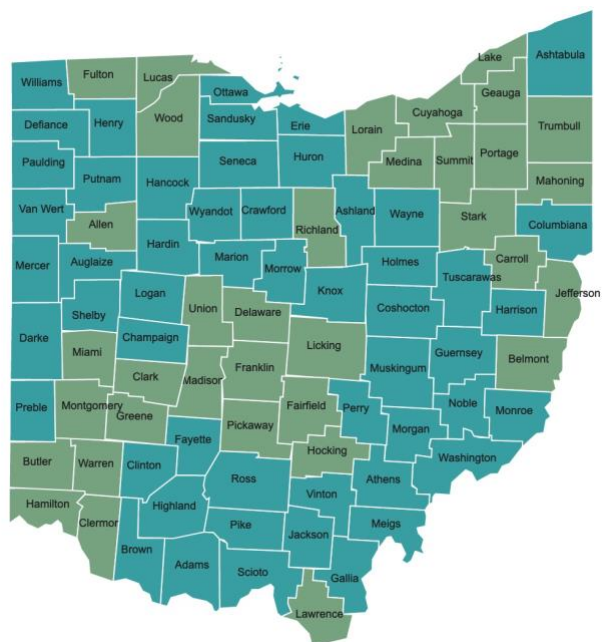 Williams
Fulton
Lucas
Ottawa
Lake
Ashtabula
Geauga
Defiance
Henry
Wood
Sandusky
Erie
Lorain
Cuyahoga
Trumbull
Paulding
Putnam
Hancock
Seneca
Huron
Medina
Summit
Portage
Mahoning
Van Wert
Allen
Wyandot
Crawford
Richland
Ashland
Wayne
Stark
Columbiana
Mercer
Auglaize
Hardin
Marion
Morrow
Holmes
Tuscarawas
Carroll
Jefferson
Shelby
Logan
Union
Delaware
Knox
Coshocton
Harrison
Darke
Champaign
Miami
Clark
Madison
Franklin
Licking
Muskingum
Guernsey
Belmont
Preble
Montgomery
Greene
Fayette
Pickaway
Fairfield
Perry
Morgan
Noble
Monroe
Butler
Warren
Clinton
Ross
Hocking
Athens
Washington
Hamilton
Clermor
Highland
Pike
Vinton
Jackson
Meigs
Brown
Adams
Scioto
Gallia
Lawrence